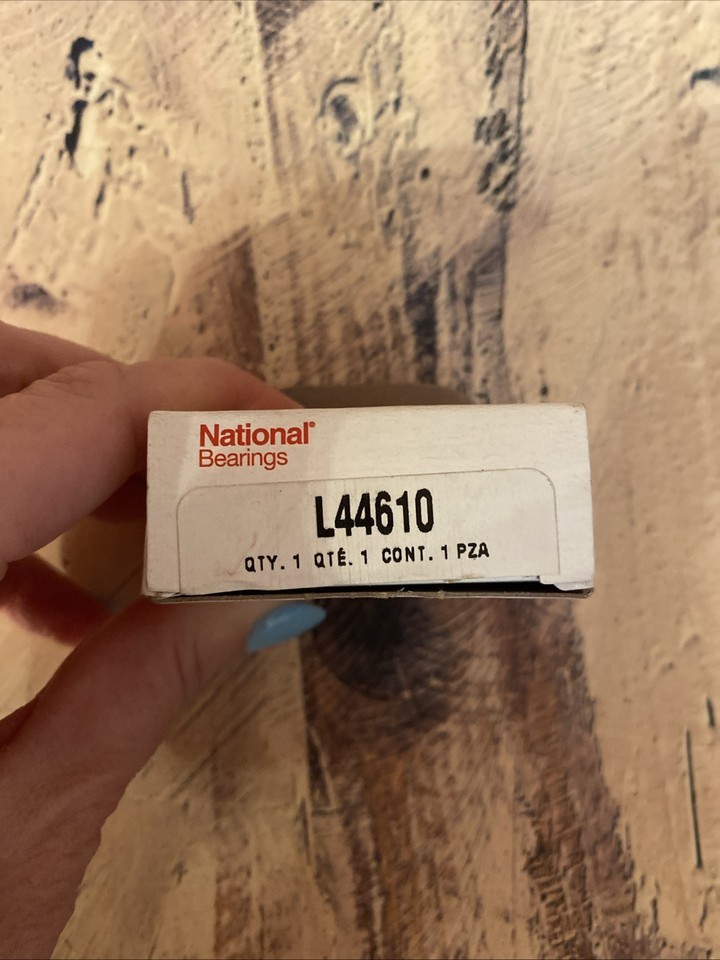 National®
Bearings
L44610
QTY. 1 QTÉ. 1 CONT. 1 PZA